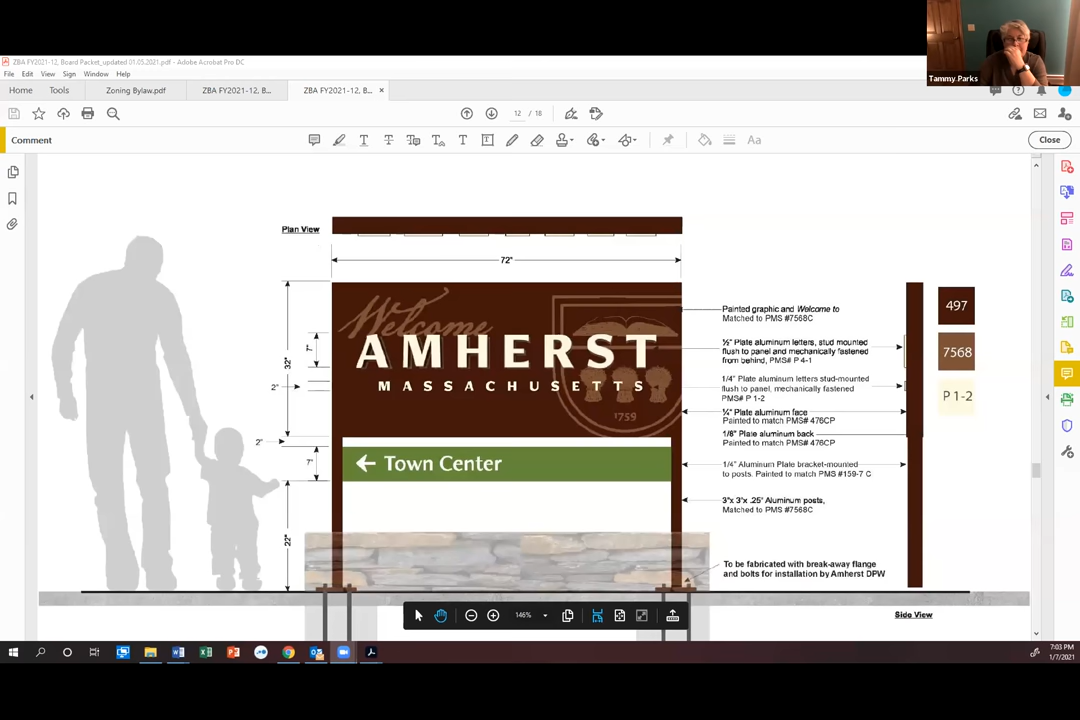 Tammy.Parks
ZBA FY2021-12, Board Packet_updated 01.05.2021.pdf - Adobe Acrobat Pro DC
File Edit View Sign Window Help
Home Tools Zoning Bylaw.pdf ZBA FY2021-12, B... ZBA FY2021-12, B... ×
12 / 18
Comment
Close
Plan View
72"
32"
7"
2"
2"
7"
22"
Welcome
AMHERST
MASSACHUSETTS
1759
Town Center
Painted graphic and Welcome to
Matched to PMS #7568C
½" Plate aluminum letters, stud mounted
flush to panel and mechanically fastened
from behind, PMS# P 4-1
1/4" Plate aluminum letters stud-mounted
flush to panel, mechanically fastened
PMS# P 1-2
¼" Plate aluminum face
Painted to match PMS# 476CP
1/8" Plate aluminum back
Painted to match PMS# 476CP
1/4" Aluminum Plate bracket-mounted
to posts. Painted to match PMS #159-7 C
3"x 3"x .25" Aluminum posts,
Matched to PMS #7568C
To be fabricated with break-away flange
and bolts for installation by Amherst DPW
497
7568
P 1-2
Side View
146%
7:03 PM
1/7/2021